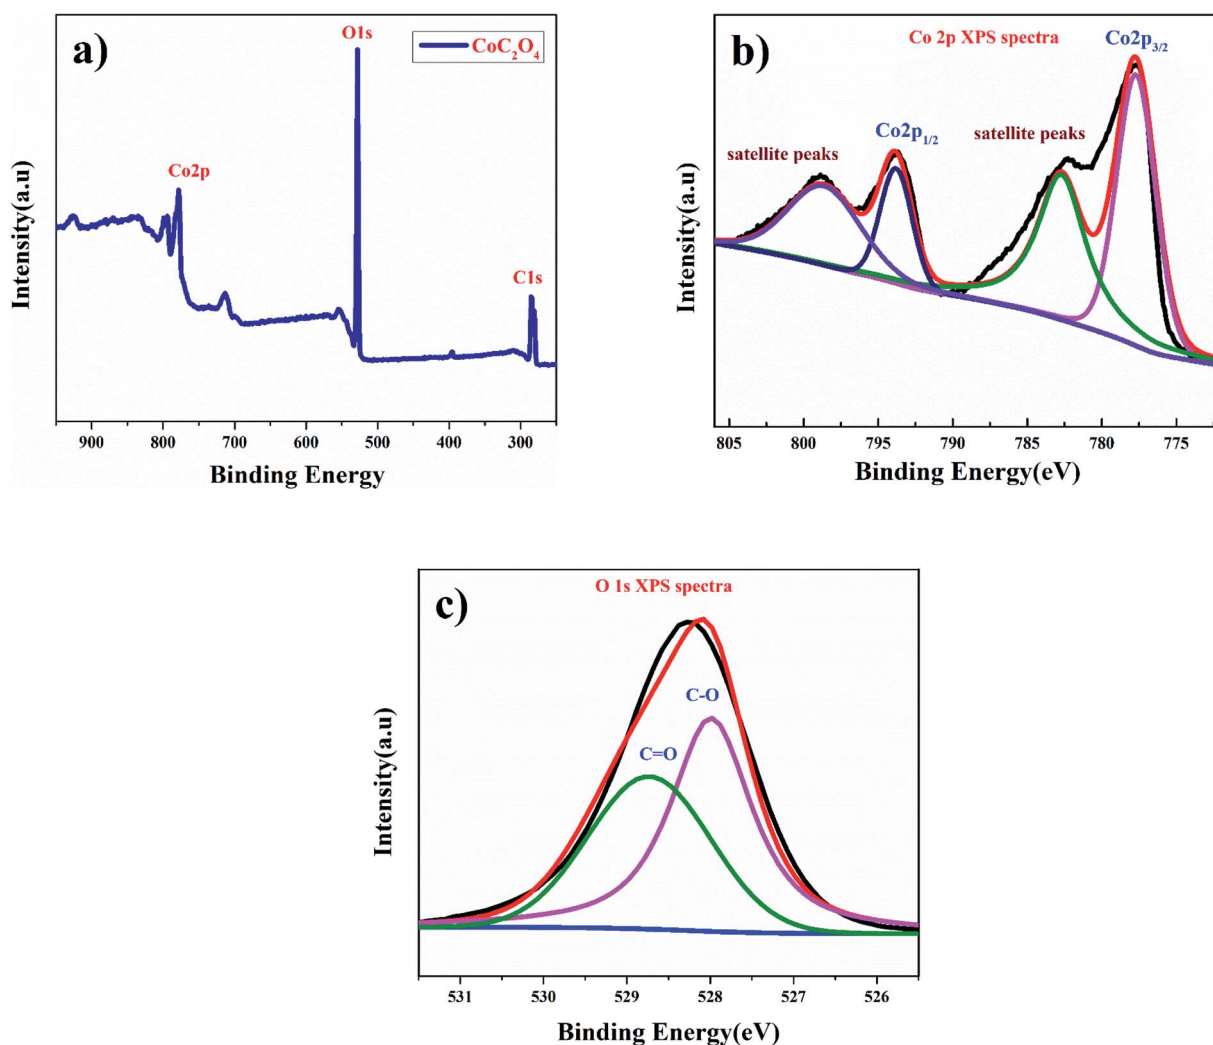 a)
O1s
CoC₂O₄
Co2p
C1s
Intensity(a.u)
900 800 700 600 500 400 300
Binding Energy
b)
Co 2p XPS spectra
Co2p₃/₂
Co2p₁/₂
satellite peaks
satellite peaks
Intensity(a.u)
805 800 795 790 785 780 775
Binding Energy(eV)
c)
O 1s XPS spectra
C-O
C=O
Intensity(a.u)
531 530 529 528 527 526
Binding Energy(eV)